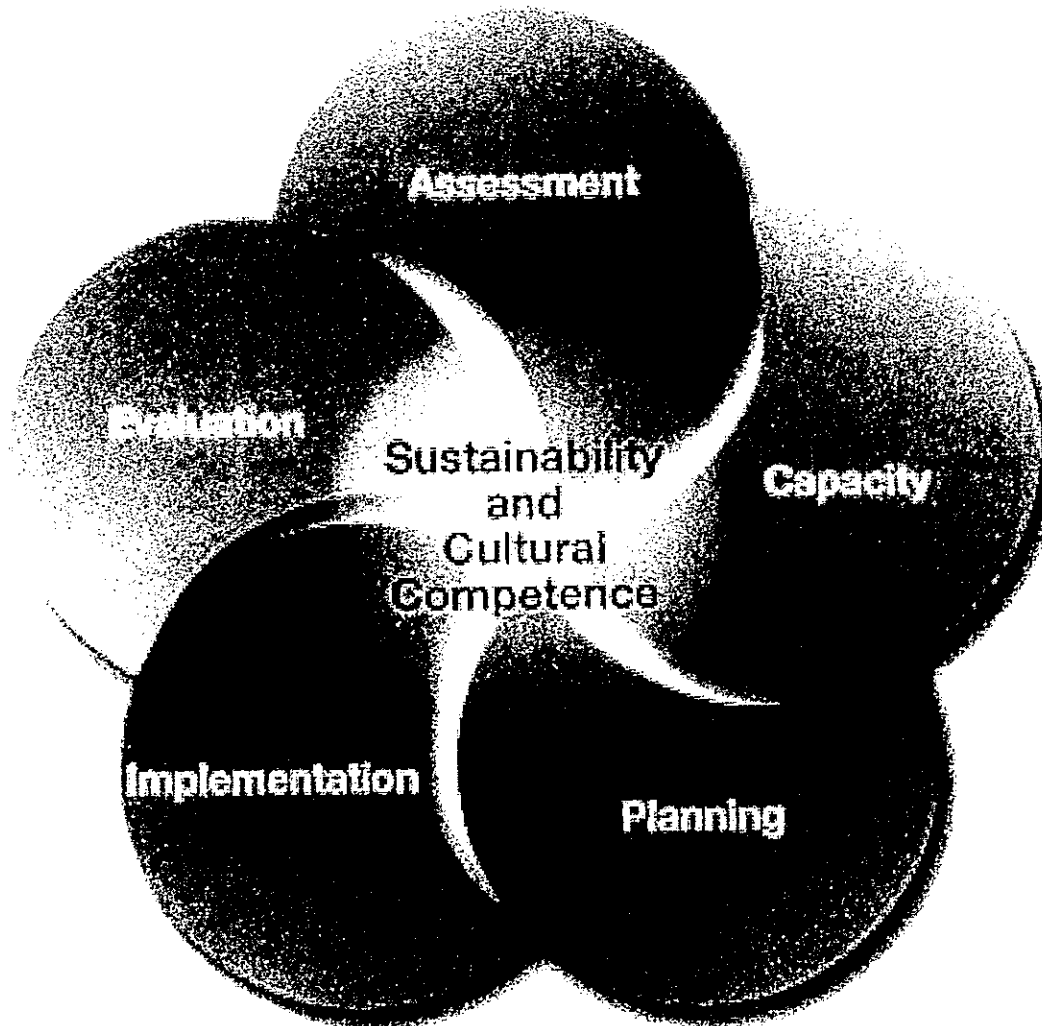 Assessment
Capacity
Planning
Implementation
Evaluation
Sustainability
and
Cultural
Competence